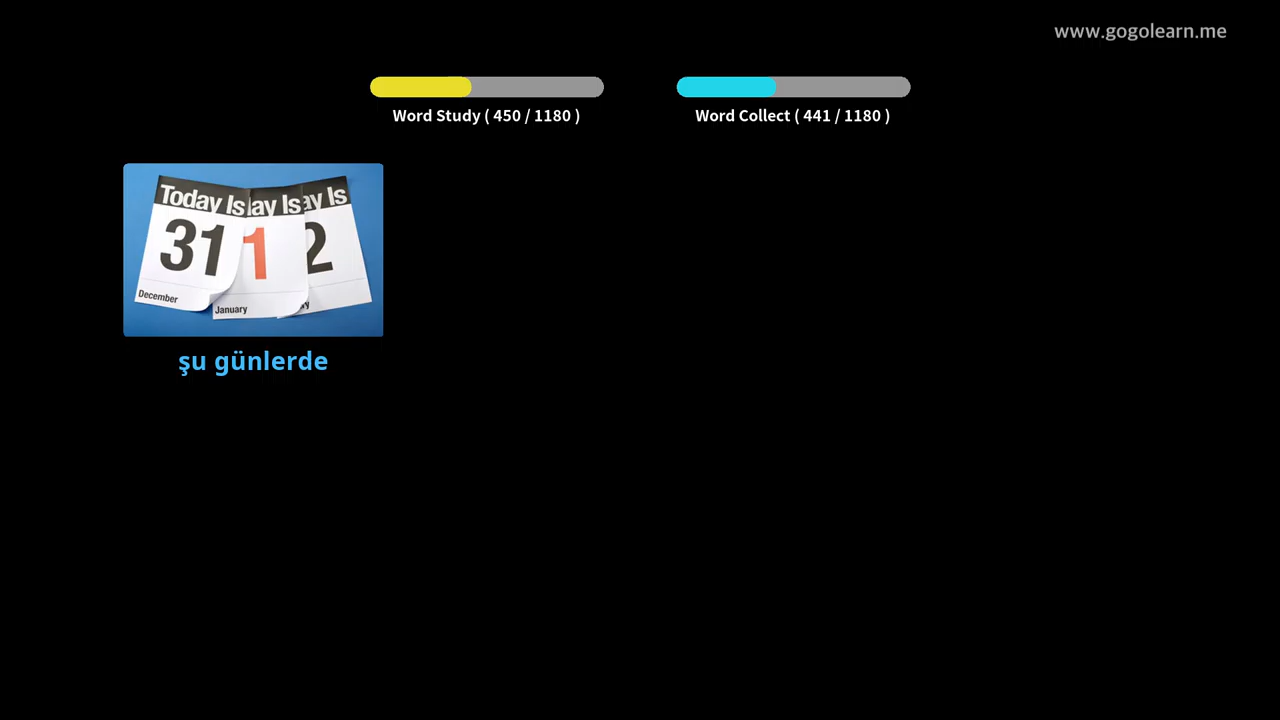 www.gogolearn.me
Word Study ( 450 / 1180 )
Word Collect ( 441 / 1180 )
Today Is
ay Is
ay Is
31
1
2
December
January
ry
şu günlerde